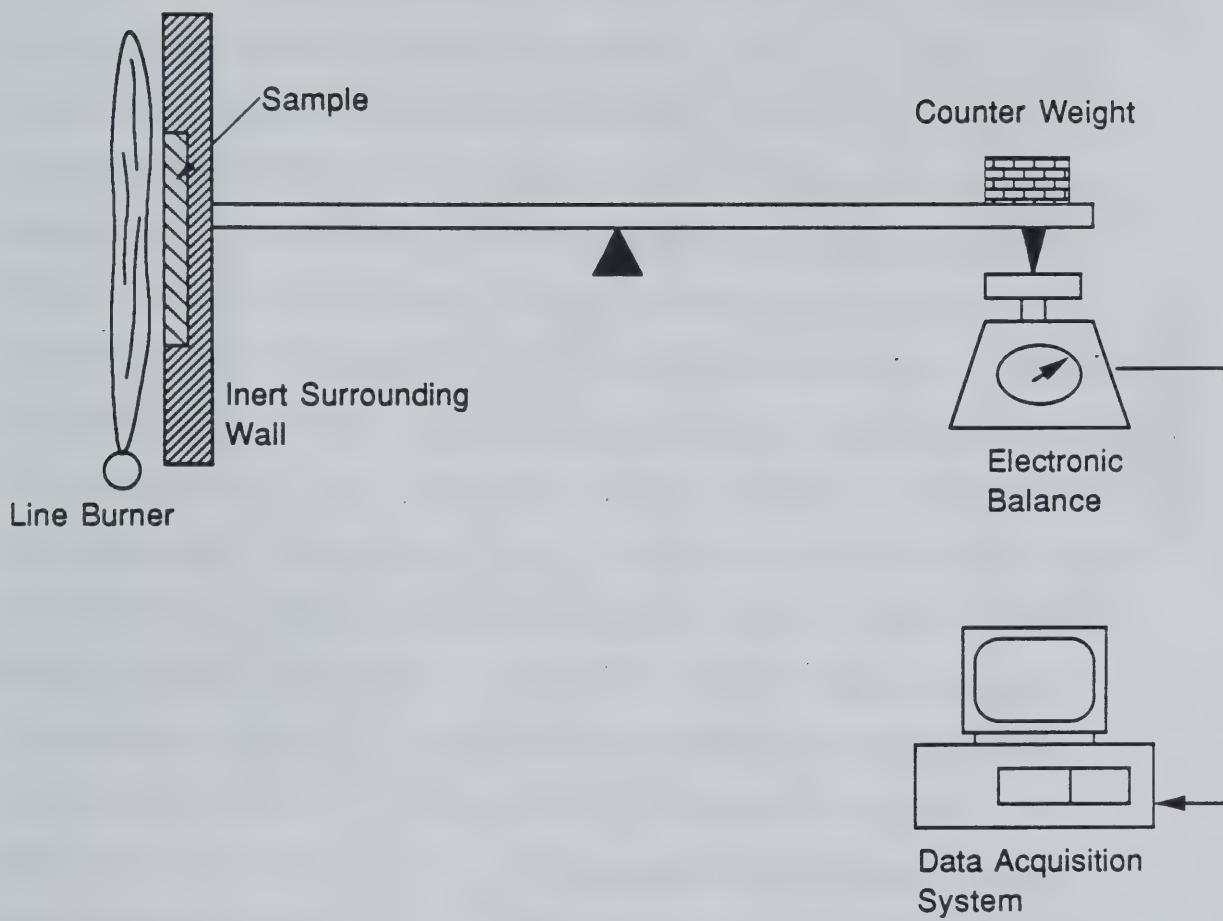 Sample
Counter Weight
Inert Surrounding
Wall
Electronic
Balance
Line Burner
Data Acquisition
System